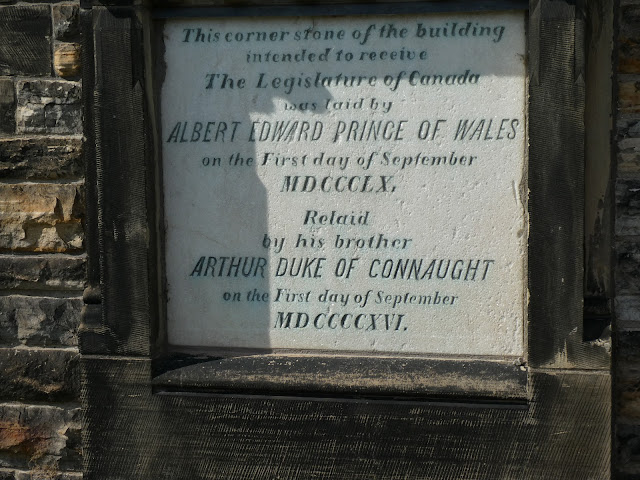 This corner stone of the building
intended to receive
The Legislature of Canada
was laid by
ALBERT EDWARD PRINCE OF WALES
on the First day of September
MDCCCLX,
Relaid
by his brother
ARTHUR DUKE OF CONNAUGHT
on the First day of September
MDCCCCXVI.